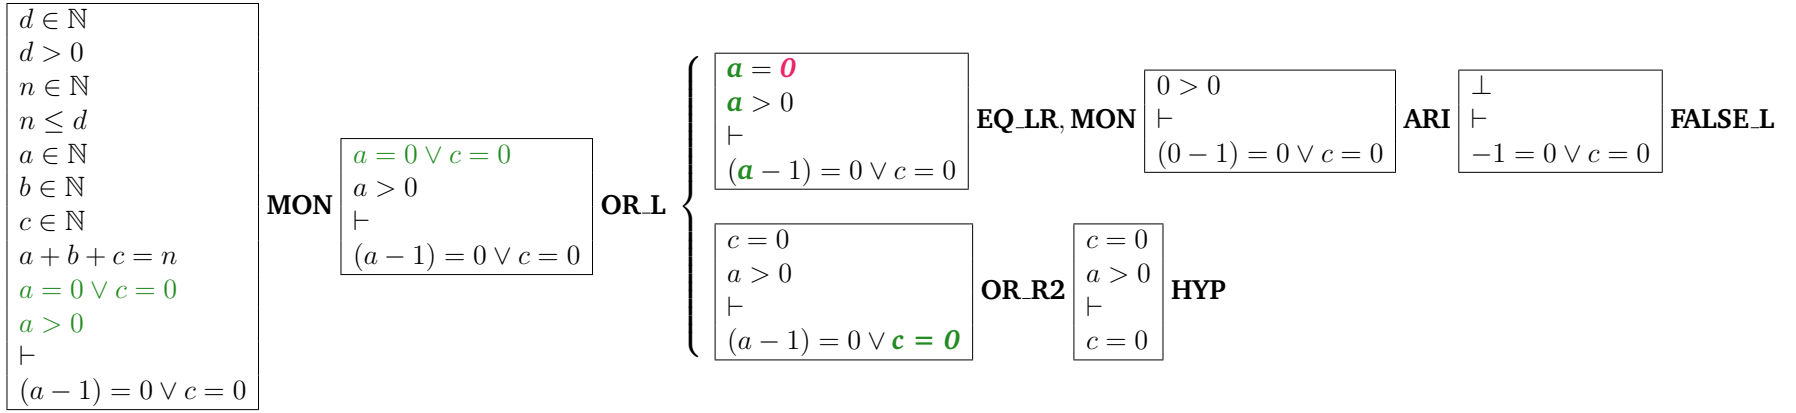 d ∈ ℕ
d > 0
n ∈ ℕ
n ≤ d
a ∈ ℕ
b ∈ ℕ
c ∈ ℕ
a + b + c = n
a = 0 ∨ c = 0
a > 0
⊢
(a − 1) = 0 ∨ c = 0
MON
a = 0 ∨ c = 0
a > 0
⊢
(a − 1) = 0 ∨ c = 0
OR_L
a = 0
a > 0
⊢
(a − 1) = 0 ∨ c = 0
EQ_LR, MON
0 > 0
⊢
(0 − 1) = 0 ∨ c = 0
ARI
⊥
⊢
−1 = 0 ∨ c = 0
FALSE_L
c = 0
a > 0
⊢
(a − 1) = 0 ∨ c = 0
OR_R2
c = 0
a > 0
⊢
c = 0
HYP